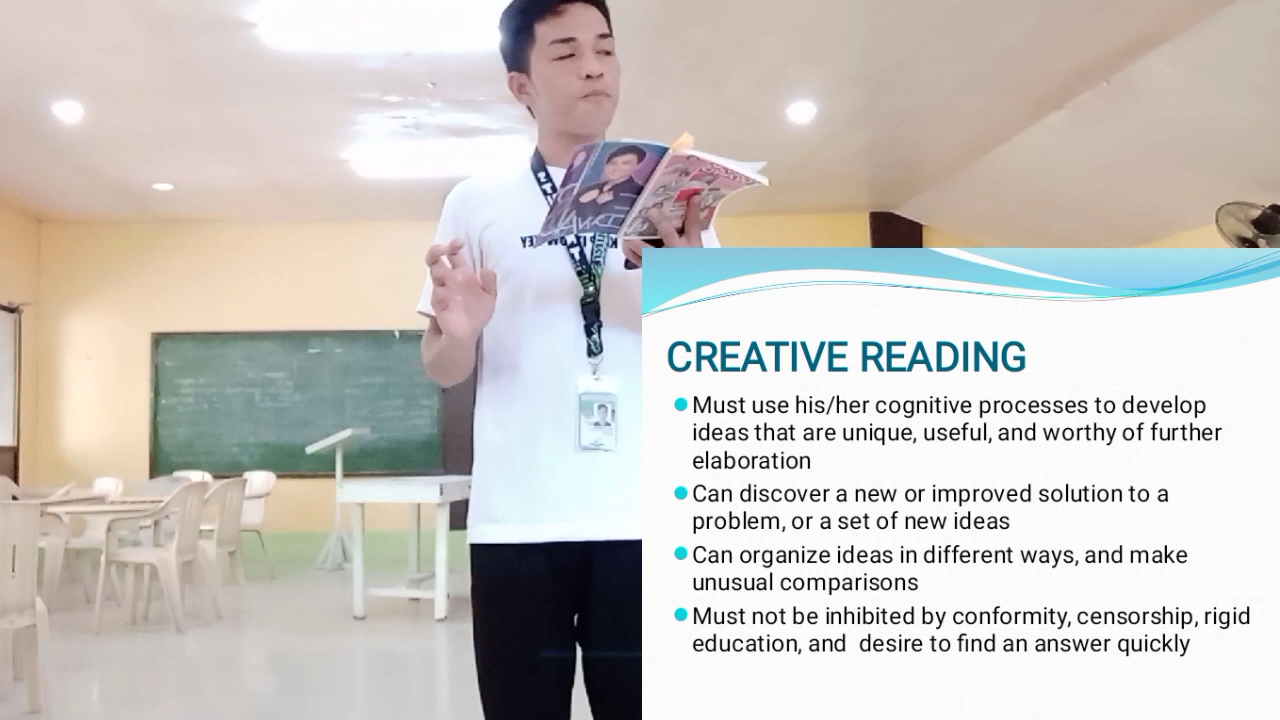 CREATIVE READING
Must use his/her cognitive processes to develop
ideas that are unique, useful, and worthy of further
elaboration
Can discover a new or improved solution to a
problem, or a set of new ideas
Can organize ideas in different ways, and make
unusual comparisons
Must not be inhibited by conformity, censorship, rigid
education, and  desire to find an answer quickly